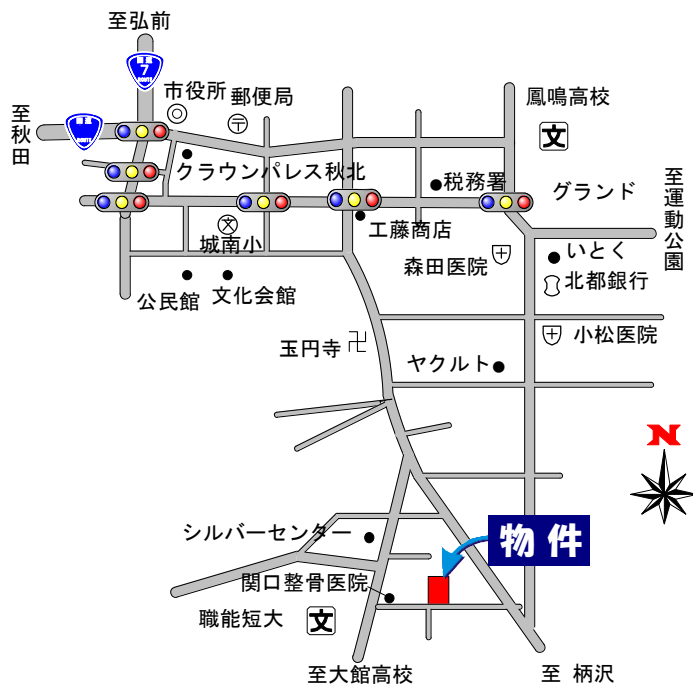 至弘前
7
ROUTE
市役所
郵便局
鳳鳴高校
文
至秋田
ROUTE
クラウンパレス秋北
税務署
グランド
至運動公園
文
城南小
工藤商店
森田医院
いとく
北都銀行
公民館
文化会館
玉円寺
小松医院
ヤクルト
N
シルバーセンター
物件
関口整骨医院
職能短大
文
至大館高校
至 柄沢